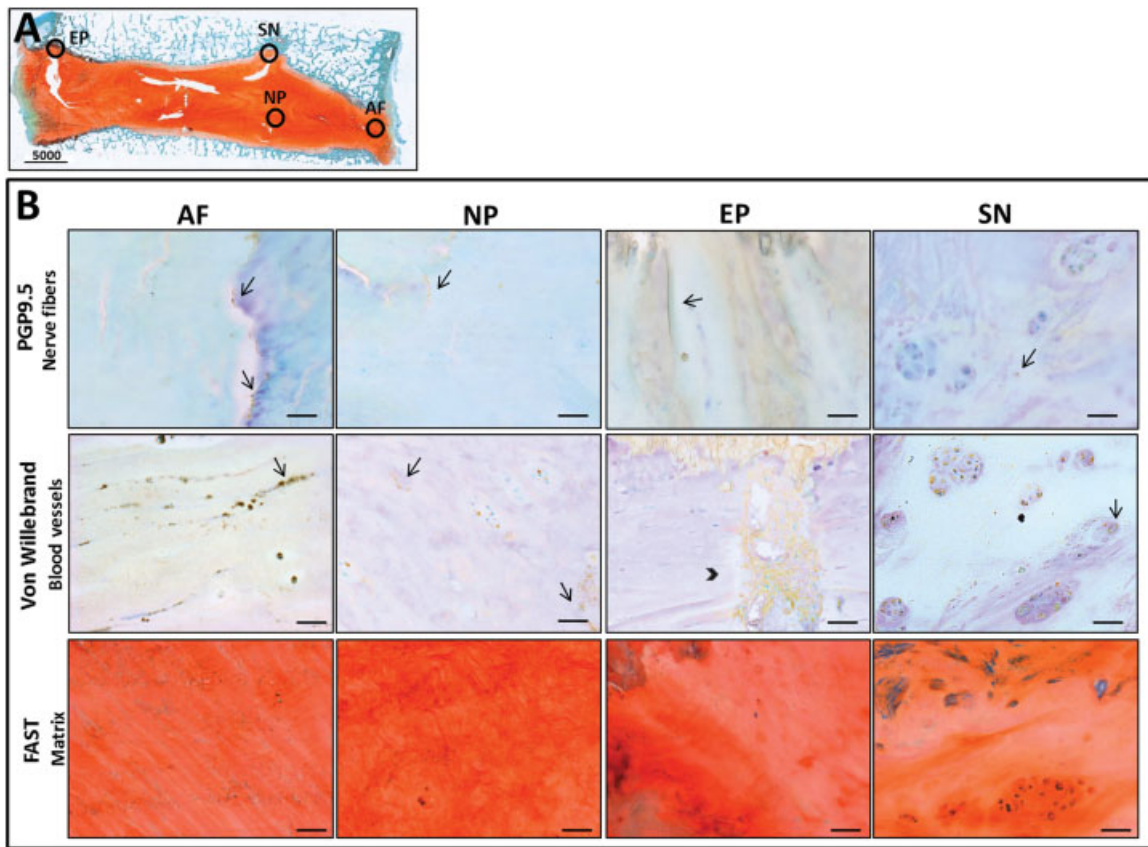 A
EP
SN
NP
AF
5000
B
AF
NP
EP
SN
PGP9.5
Nerve fibers
Von Willebrand
Blood vessels
FAST
Matrix